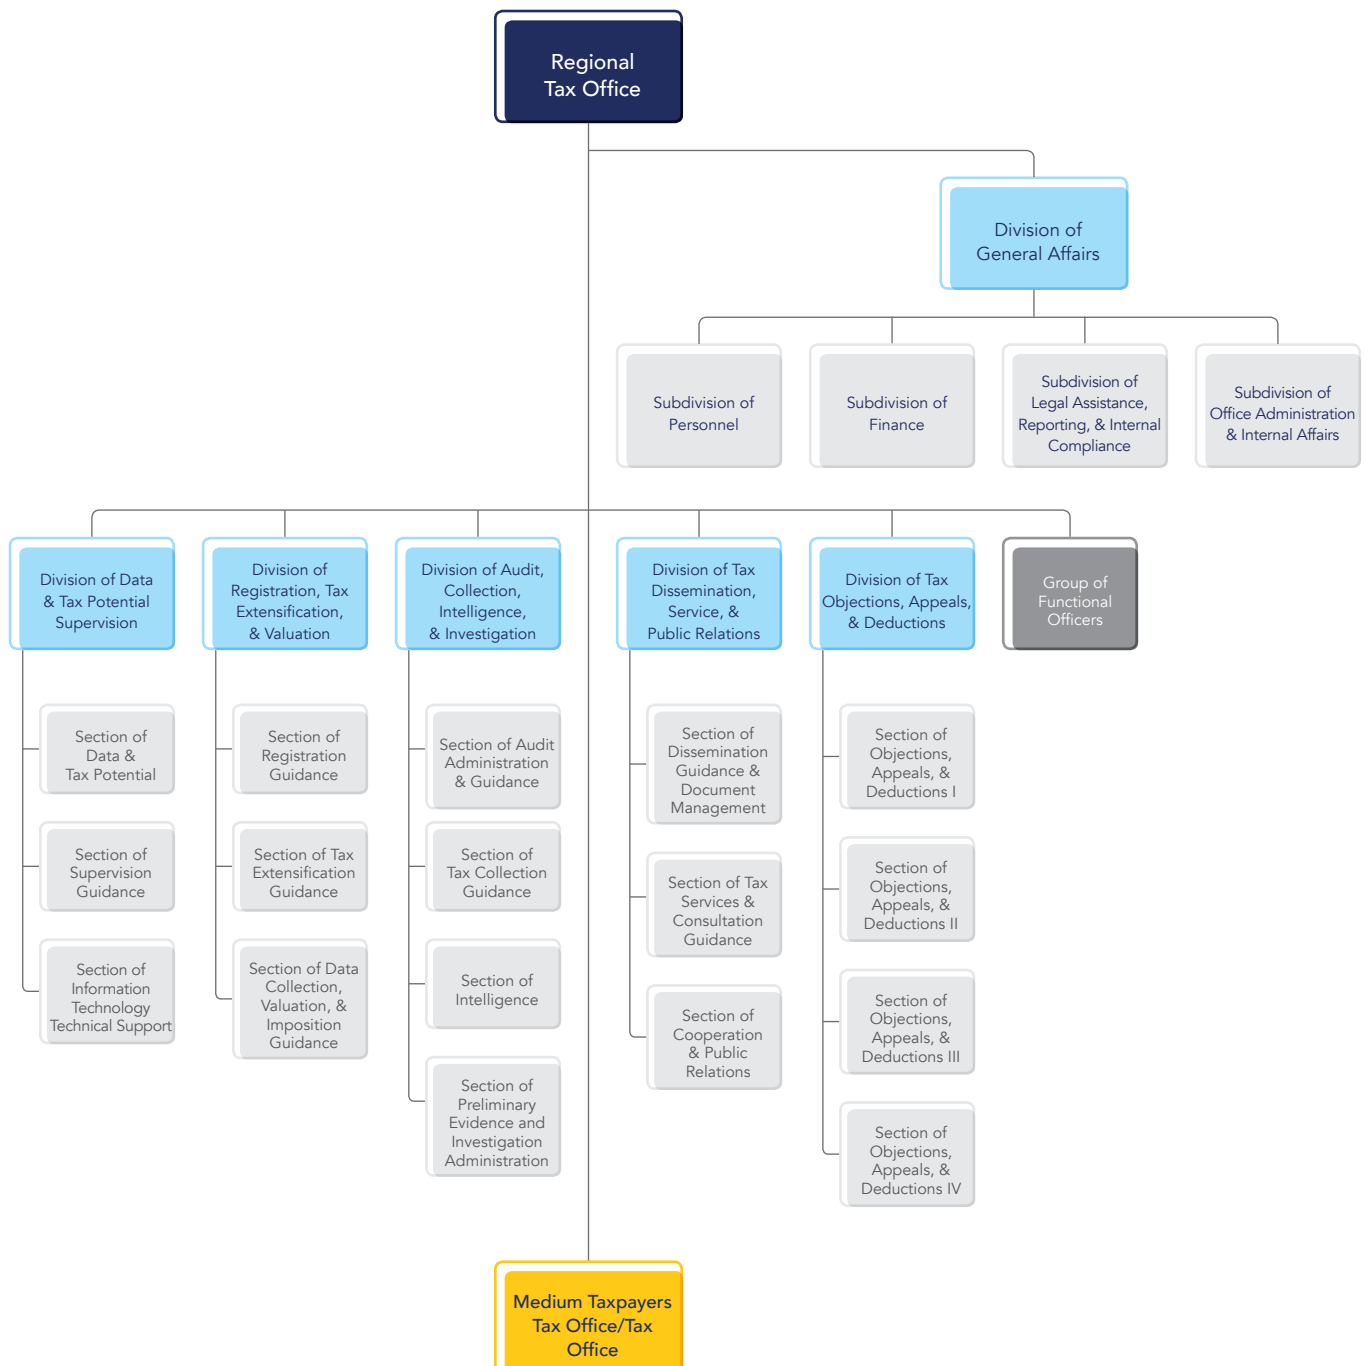 Regional
Tax Office
Division of
General Affairs
Subdivision of
Personnel
Subdivision of
Finance
Subdivision of
Legal Assistance,
Reporting, & Internal
Compliance
Subdivision of
Office Administration
& Internal Affairs
Division of Data
& Tax Potential
Supervision
Division of
Registration, Tax
Extensification,
& Valuation
Division of Audit,
Collection,
Intelligence,
& Investigation
Division of Tax
Dissemination,
Service, &
Public Relations
Division of Tax
Objections, Appeals,
& Deductions
Group of
Functional
Officers
Section of
Data &
Tax Potential
Section of
Supervision
Guidance
Section of
Information
Technology
Technical Support
Section of
Registration
Guidance
Section of Tax
Extensification
Guidance
Section of Data
Collection,
Valuation, &
Imposition
Guidance
Section of Audit
Administration
& Guidance
Section of
Tax Collection
Guidance
Section of
Intelligence
Section of
Preliminary
Evidence and
Investigation
Administration
Section of
Dissemination
Guidance &
Document
Management
Section of Tax
Services &
Consultation
Guidance
Section of
Cooperation
& Public
Relations
Section of
Objections,
Appeals, &
Deductions I
Section of
Objections,
Appeals, &
Deductions II
Section of
Objections,
Appeals, &
Deductions III
Section of
Objections,
Appeals, &
Deductions IV
Medium Taxpayers
Tax Office/Tax
Office